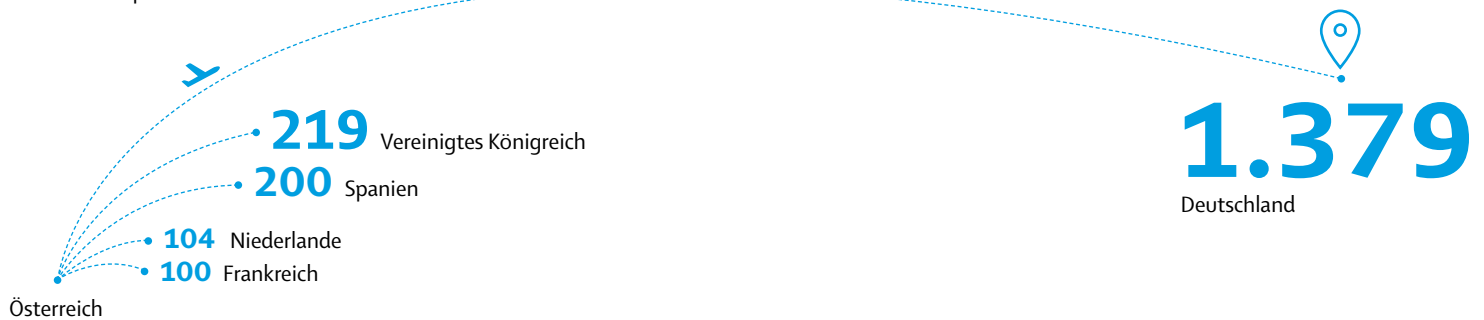 219 Vereinigtes Königreich
200 Spanien
104 Niederlande
100 Frankreich
Österreich
1.379
Deutschland